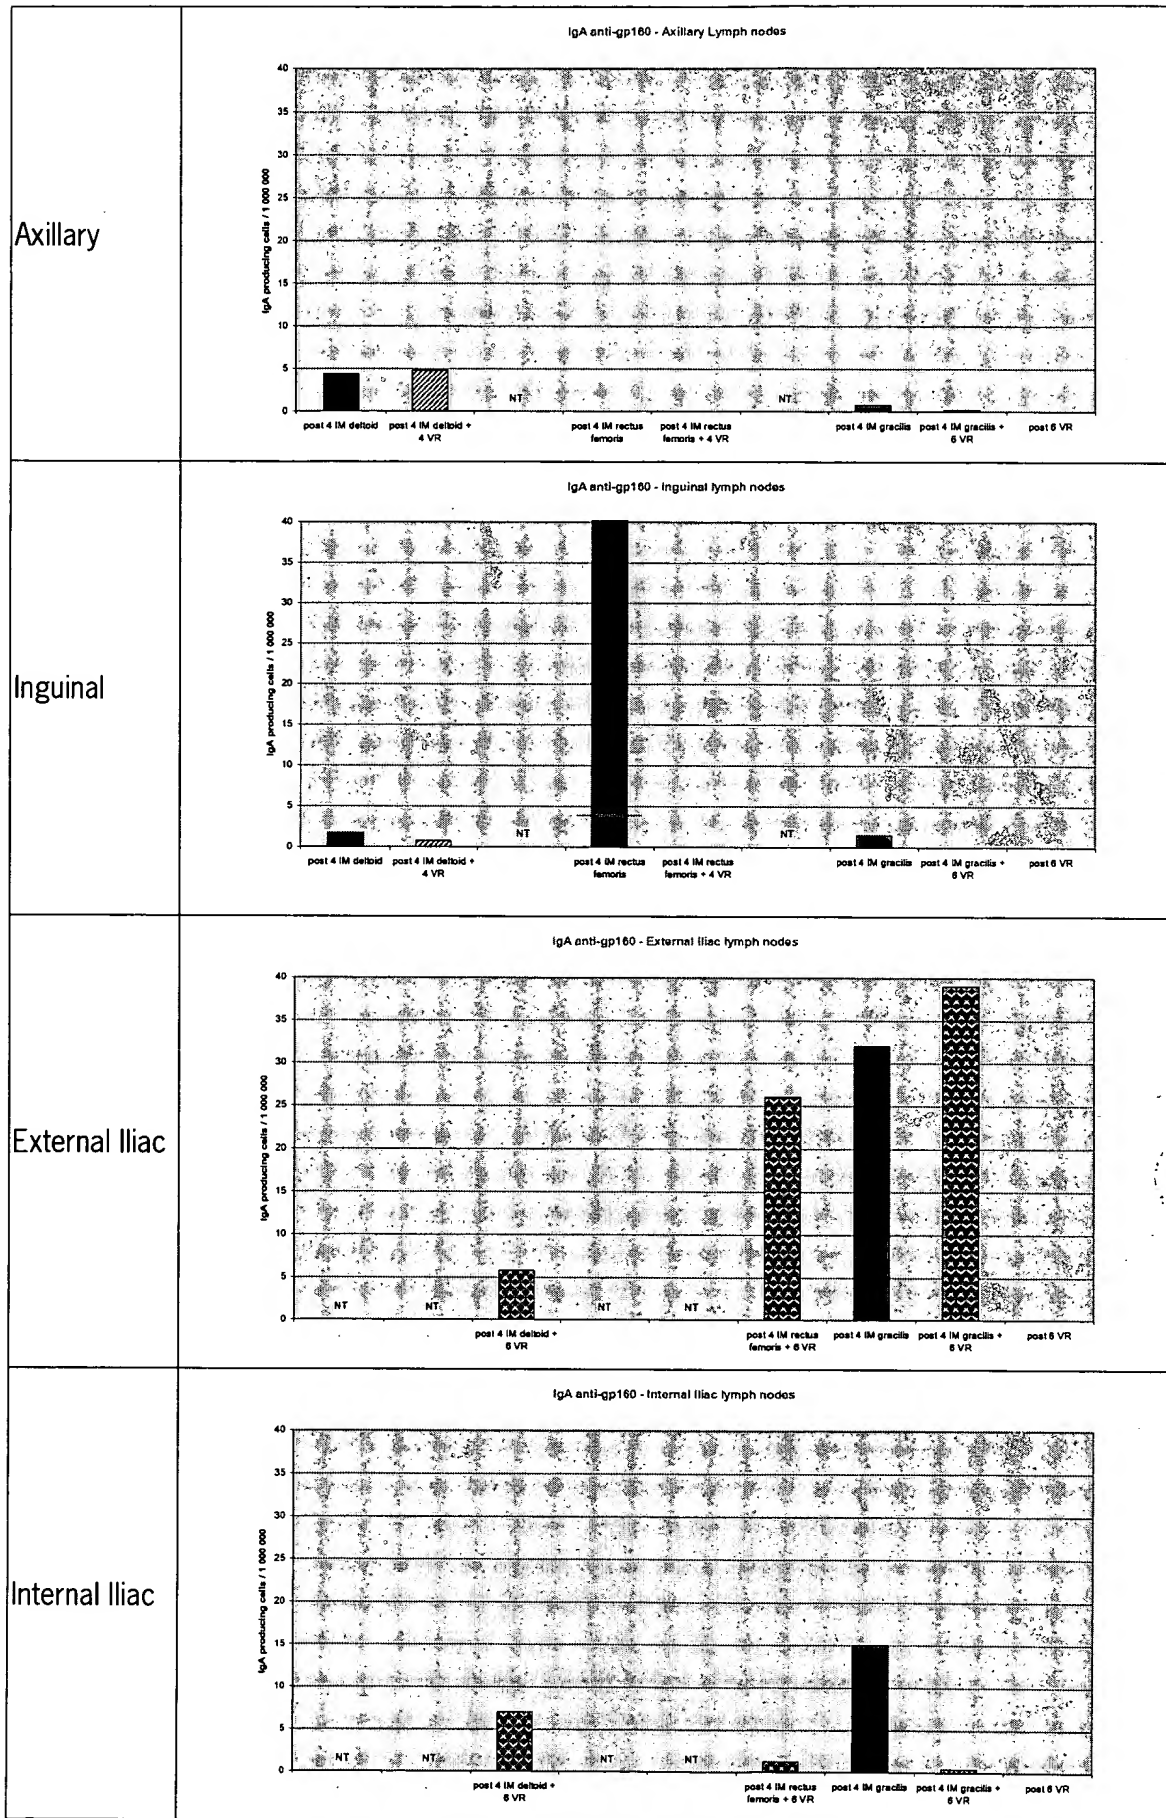 Axillary
IgA anti-gp160 - Axillary Lymph nodes
IgA producing cells / 1 000 000
40
35
30
25
20
15
10
5
0
NT
NT
post 4 IM deltoid
post 4 IM deltoid +
4 VR
post 4 IM rectus
femoris
post 4 IM rectus
femoris + 4 VR
post 4 IM gracilis
post 4 IM gracilis +
6 VR
post 6 VR
Inguinal
IgA anti-gp160 - Inguinal lymph nodes
IgA producing cells / 1 000 000
40
35
30
25
20
15
10
5
0
NT
NT
post 4 IM deltoid
post 4 IM deltoid +
4 VR
post 4 IM rectus
femoris
post 4 IM rectus
femoris + 4 VR
post 4 IM gracilis
post 4 IM gracilis +
6 VR
post 6 VR
External Iliac
IgA anti-gp160 - External Iliac lymph nodes
IgA producing cells / 1 000 000
40
35
30
25
20
15
10
5
0
NT
NT
NT
NT
post 4 IM deltoid +
6 VR
post 4 IM rectus
femoris + 6 VR
post 4 IM gracilis
post 4 IM gracilis +
6 VR
post 6 VR
Internal Iliac
IgA anti-gp160 - Internal Iliac lymph nodes
IgA producing cells / 1 000 000
40
35
30
25
20
15
10
5
0
NT
NT
NT
NT
post 4 IM deltoid +
6 VR
post 4 IM rectus
femoris + 6 VR
post 4 IM gracilis
post 4 IM gracilis +
6 VR
post 6 VR